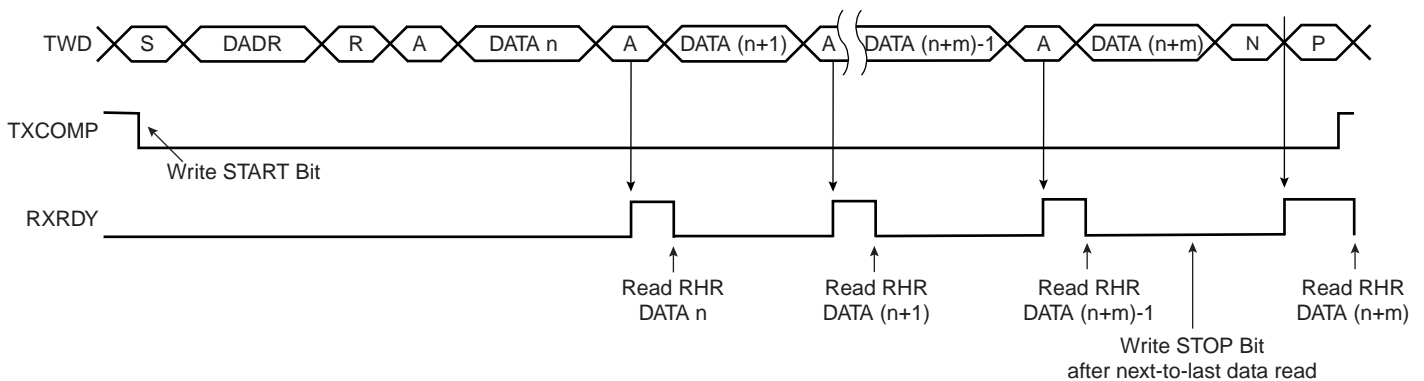 TWD S DADR R A DATA n A DATA (n+1) A DATA (n+m)-1 A DATA (n+m) N P
TXCOMP
Write START Bit
RXRDY
Read RHR
DATA n
Read RHR
DATA (n+1)
Read RHR
DATA (n+m)-1
Read RHR
DATA (n+m)
Write STOP Bit
after next-to-last data read